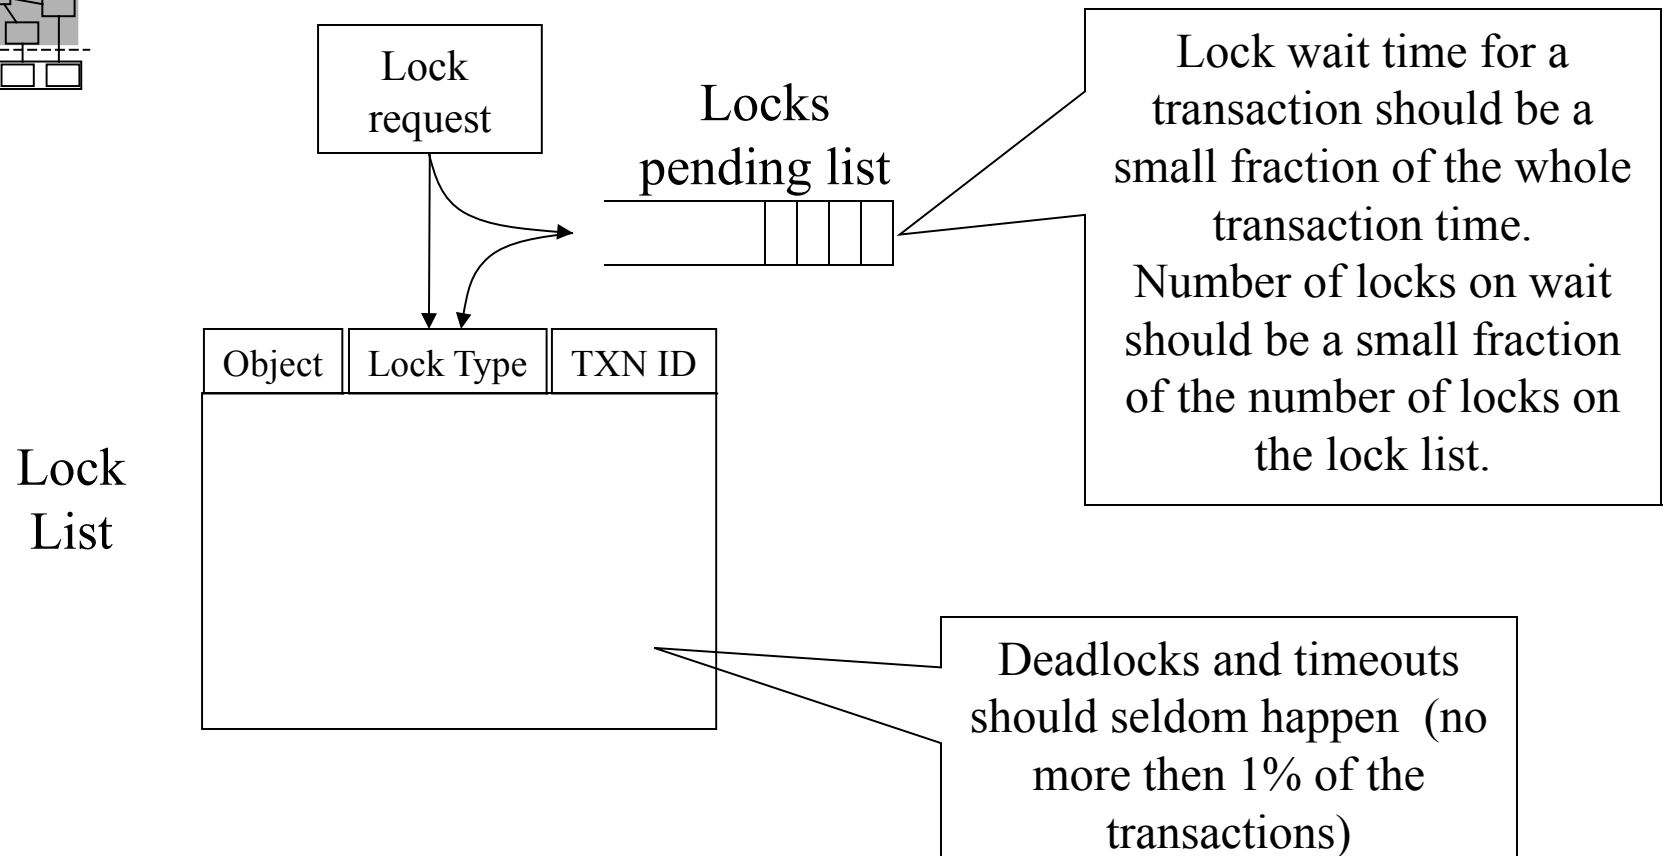 Lock
request
Locks
pending list
Lock wait time for a
transaction should be a
small fraction of the whole
transaction time.
Number of locks on wait
should be a small fraction
of the number of locks on
the lock list.
Object
Lock Type
TXN ID
Lock
List
Deadlocks and timeouts
should seldom happen (no
more then 1% of the
transactions)